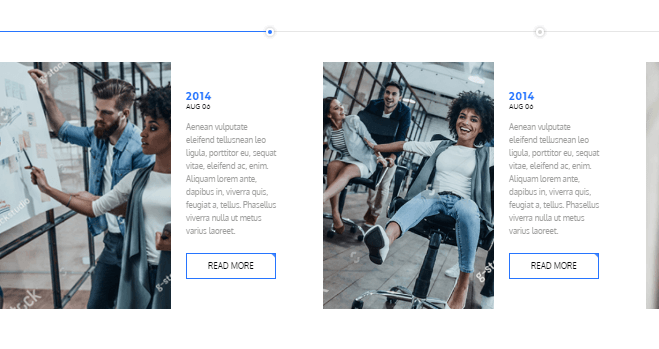 2014
AUG 06
Aenean vulputate
eleifend tellusnean leo
ligula, porttitor eu, sequat
vitae, eleifend ac, enim.
Aliquam lorem ante,
dapibus in, viverra quis,
feugiat a, tellus. Phasellus
viverra nulla ut metus
varius laoreet.
READ MORE
2014
AUG 06
Aenean vulputate
eleifend tellusnean leo
ligula, porttitor eu, sequat
vitae, eleifend ac, enim.
Aliquam lorem ante,
dapibus in, viverra quis,
feugiat a, tellus. Phasellus
viverra nulla ut metus
varius laoreet.
READ MORE